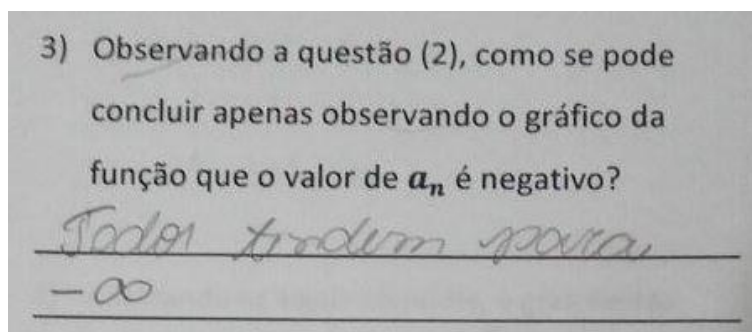 3) Observando a questão (2), como se pode
concluir apenas observando o gráfico da
função que o valor de aₙ é negativo?
Todos tendem para
-∞